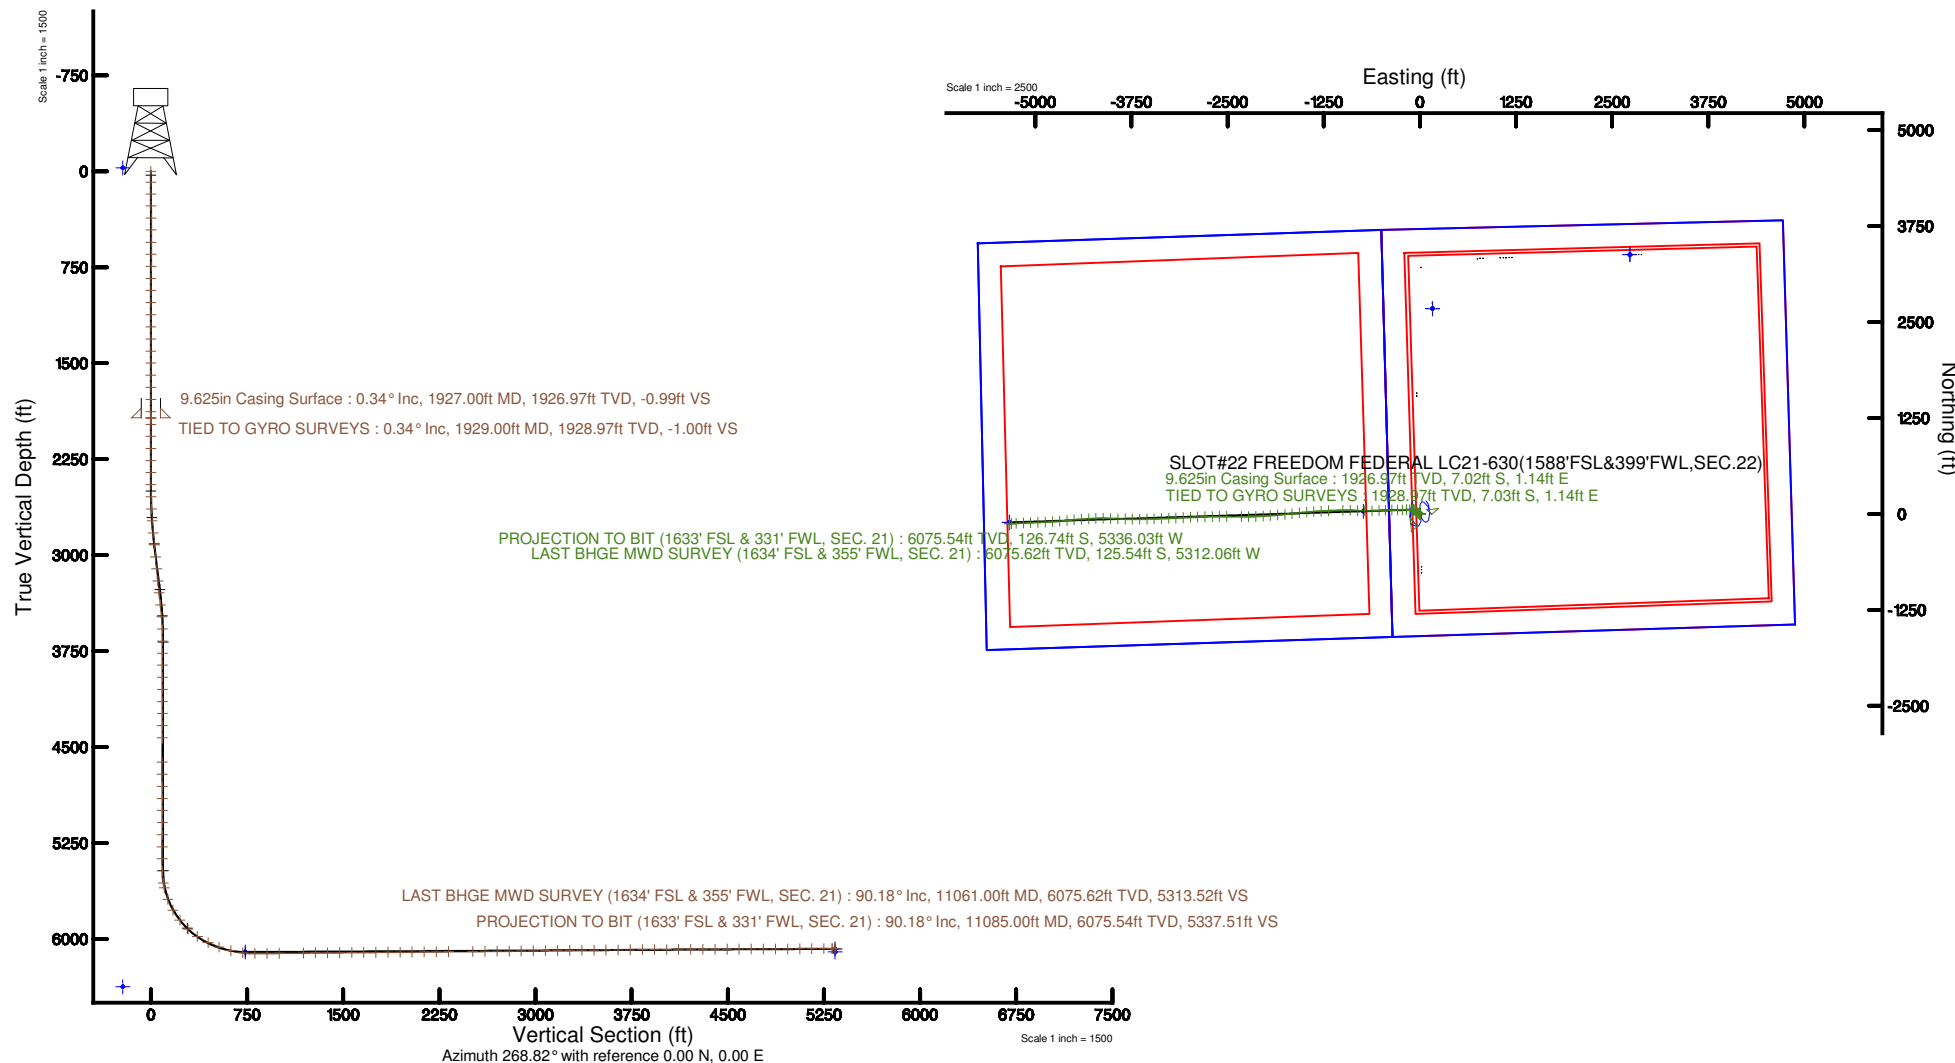 Scale 1 inch = 1500
-750
0
750
1500
2250
3000
3750
4500
5250
6000
True Vertical Depth (ft)
9.625in Casing Surface : 0.34° Inc, 1927.00ft MD, 1926.97ft TVD, -0.99ft VS
TIED TO GYRO SURVEYS : 0.34° Inc, 1929.00ft MD, 1928.97ft TVD, -1.00ft VS
LAST BHGE MWD SURVEY (1634' FSL & 355' FWL, SEC. 21) : 90.18° Inc, 11061.00ft MD, 6075.62ft TVD, 5313.52ft VS
PROJECTION TO BIT (1633' FSL & 331' FWL, SEC. 21) : 90.18° Inc, 11085.00ft MD, 6075.54ft TVD, 5337.51ft VS
0 750 1500 2250 3000 3750 4500 5250 6000 6750 7500
Vertical Section (ft)
Scale 1 inch = 1500
Azimuth 268.82° with reference 0.00 N, 0.00 E
Easting (ft)
Scale 1 inch = 2500
-5000 -3750 -2500 -1250 0 1250 2500 3750 5000
5000
3750
2500
1250
0
-1250
-2500
Northing (ft)
SLOT#22 FREEDOM FEDERAL LC21-630(1588'FSL&399'FWL,SEC.22)
9.625in Casing Surface : 1926.97ft TVD, 7.02ft S, 1.14ft E
TIED TO GYRO SURVEYS : 1928.97ft TVD, 7.03ft S, 1.14ft E
PROJECTION TO BIT (1633' FSL & 331' FWL, SEC. 21) : 6075.54ft TVD, 126.74ft S, 5336.03ft W
LAST BHGE MWD SURVEY (1634' FSL & 355' FWL, SEC. 21) : 6075.62ft TVD, 125.54ft S, 5312.06ft W